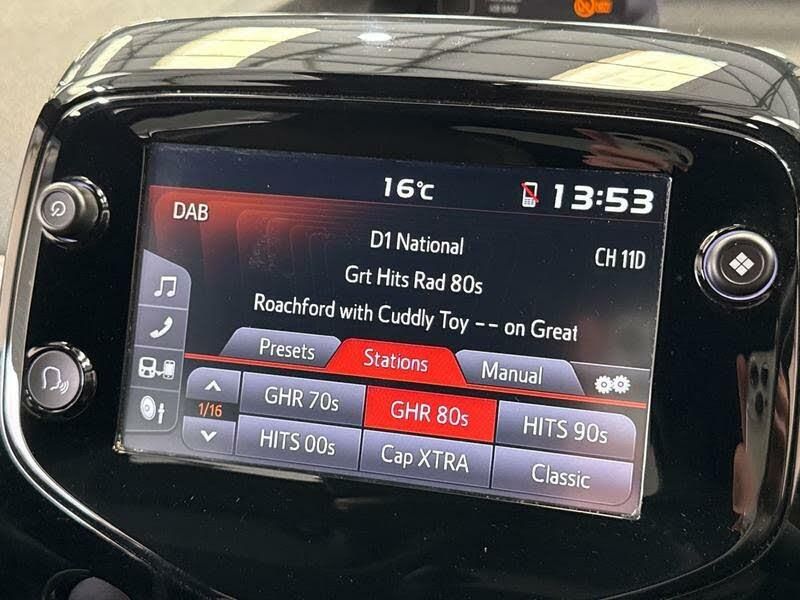 16°C
13:53
DAB
D1 National
CH 11D
Grt Hits Rad 80s
Roachford with Cuddly Toy -- on Great
Presets
Stations
Manual
1/16
GHR 70s
GHR 80s
HITS 90s
HITS 00s
Cap XTRA
Classic